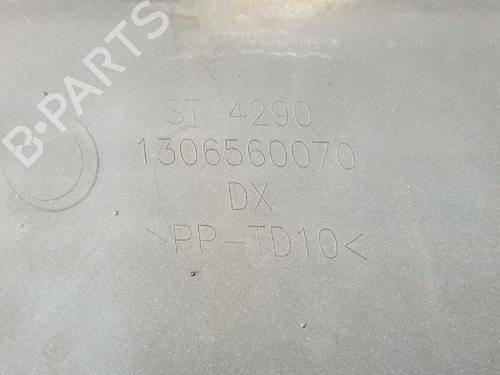 B-PARTS
ST 4290
1306560070
DX
>PP-TD10<